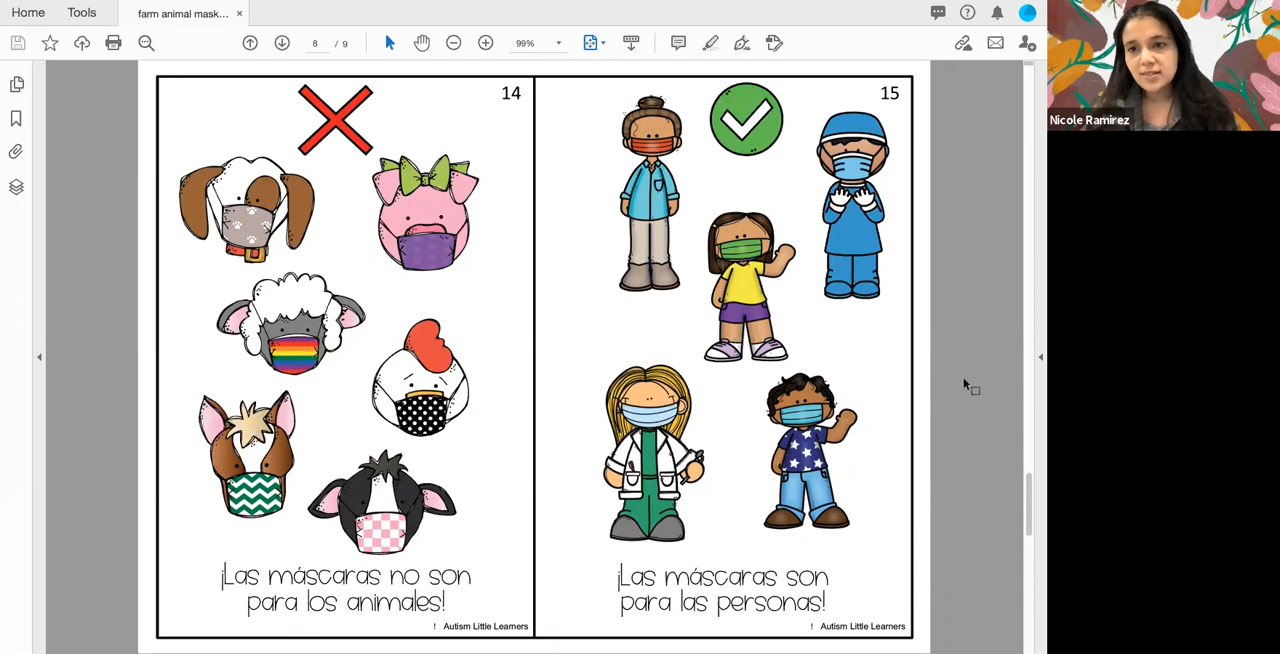 Home
Tools
farm animal mask...
8 / 9
99%
Nicole Ramirez
14
¡Las máscaras no son
para los animales!
! Autism Little Learners
15
¡Las máscaras son
para las personas!
! Autism Little Learners